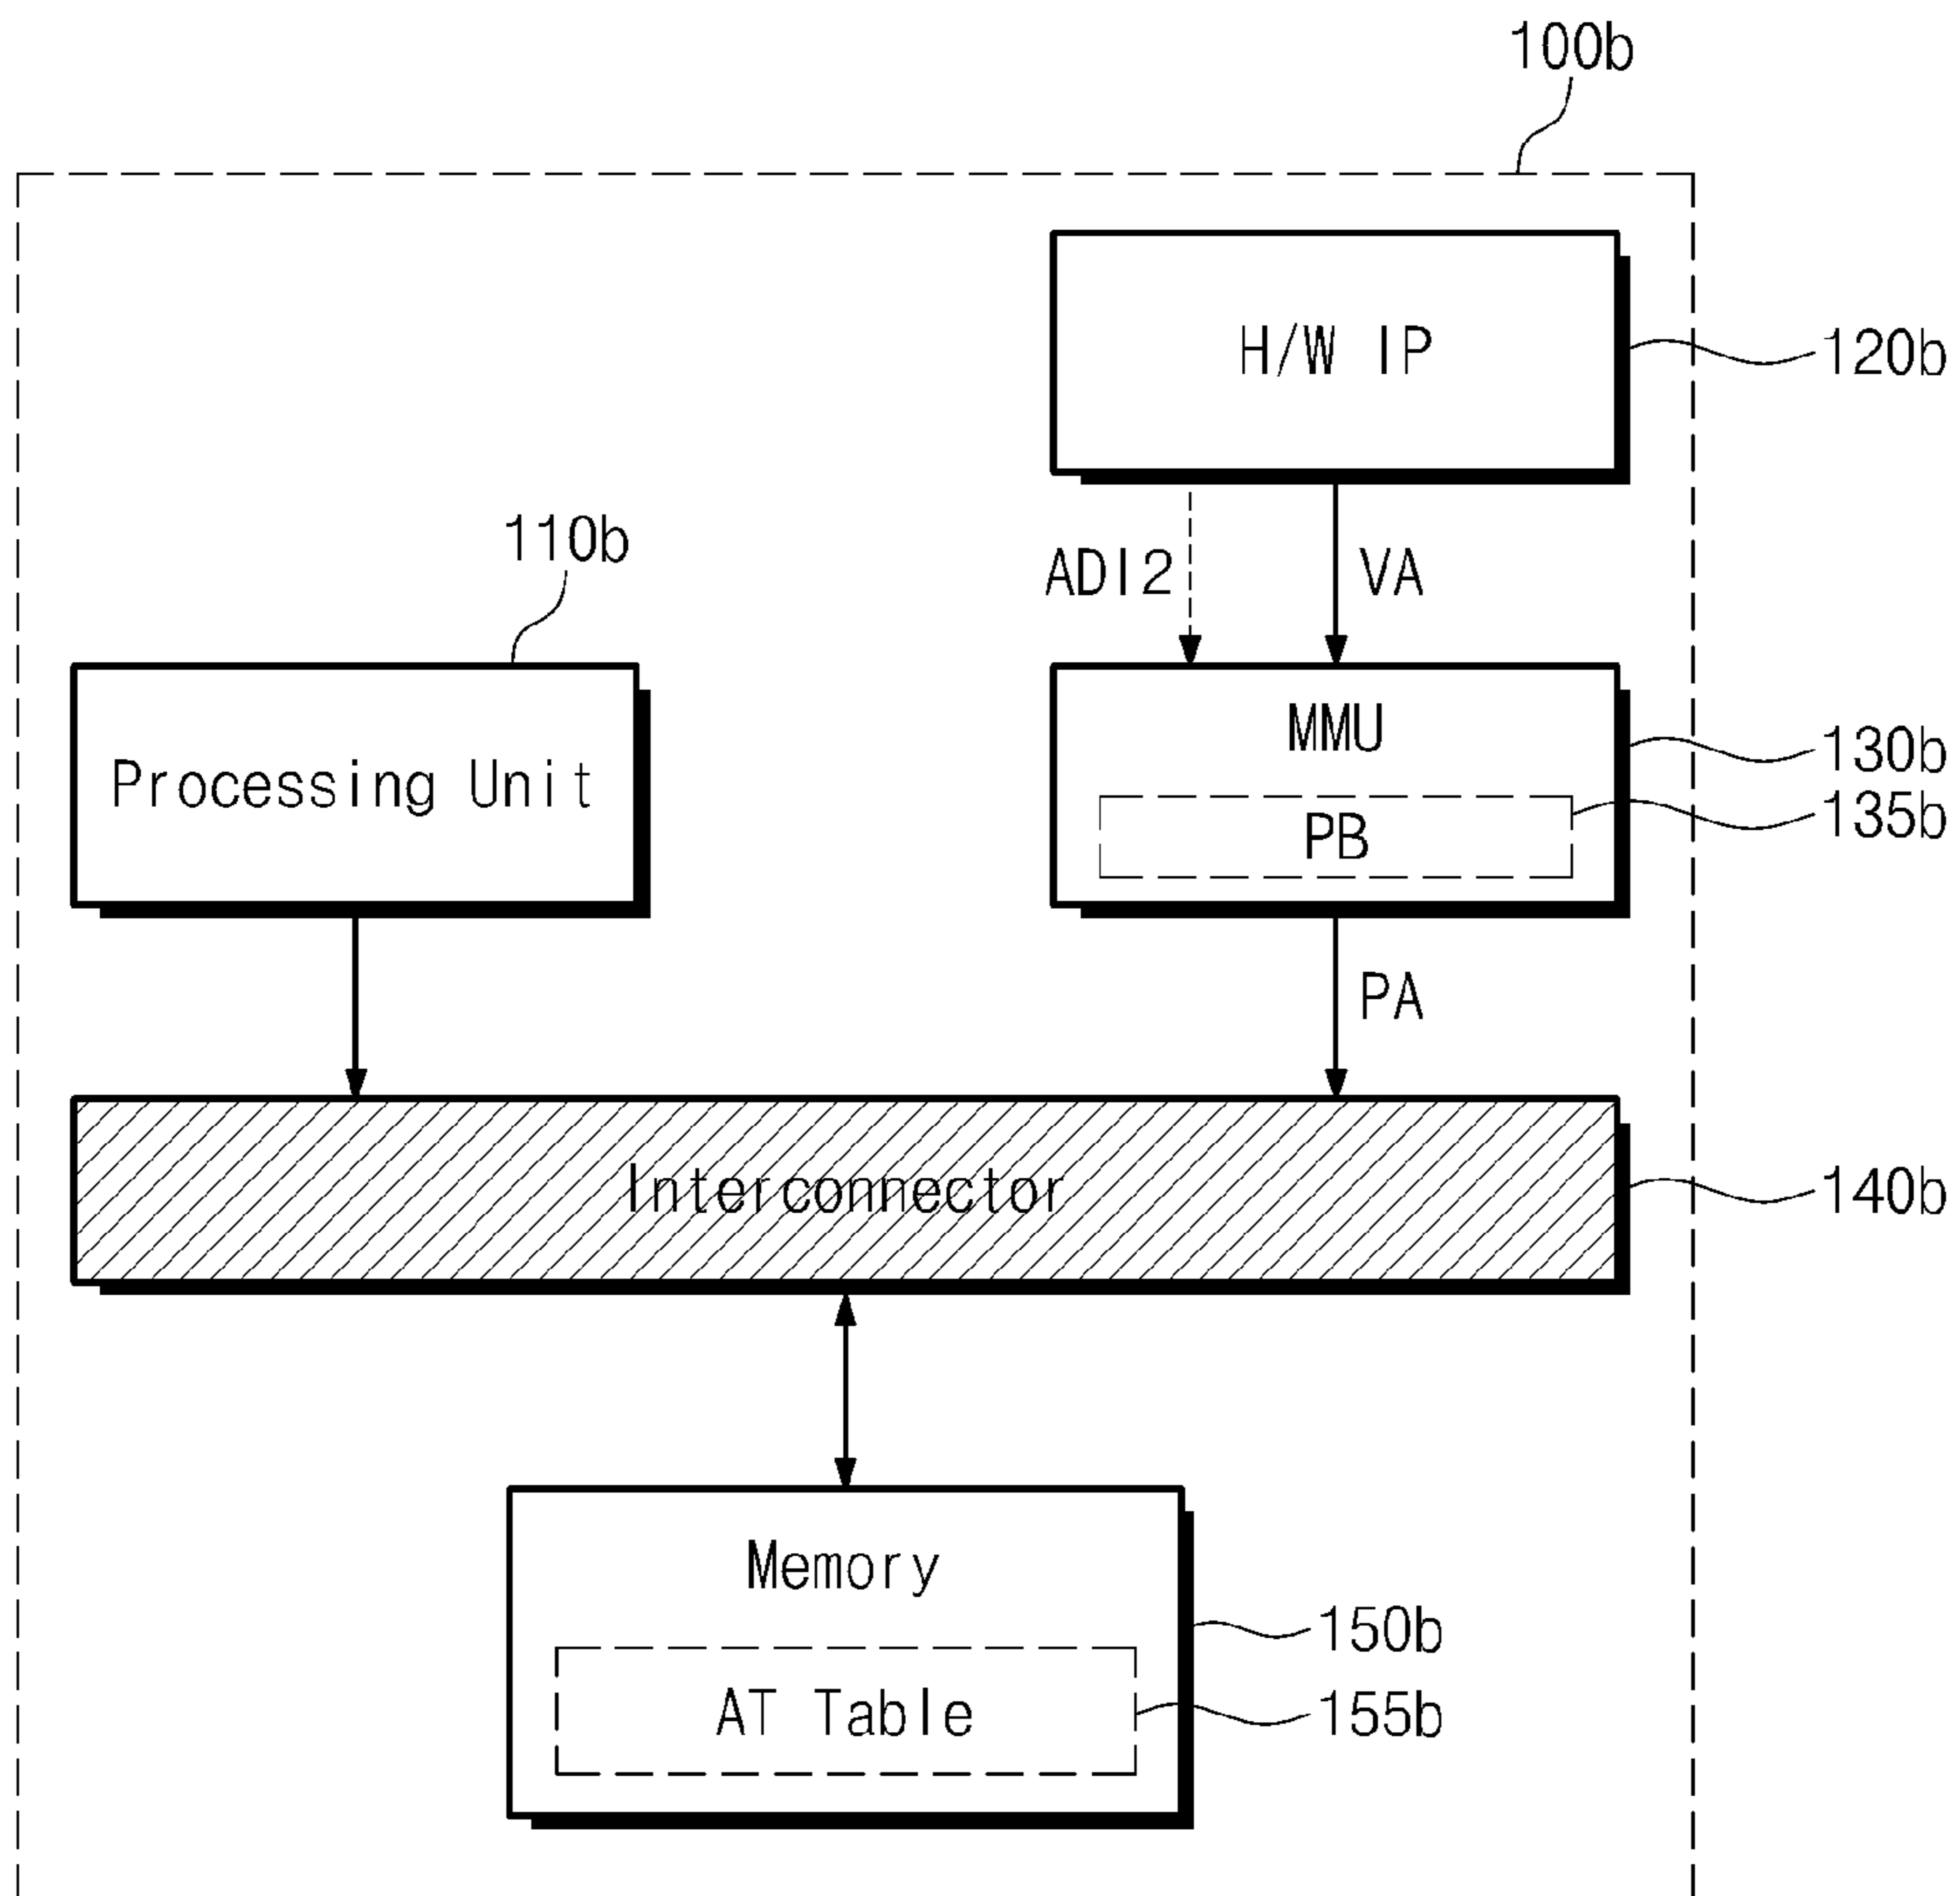 100b
H/W IP
120b
110b
ADI2
VA
Processing Unit
MMU
130b
PB
135b
PA
Interconnector
140b
Memory
150b
AT Table
155b